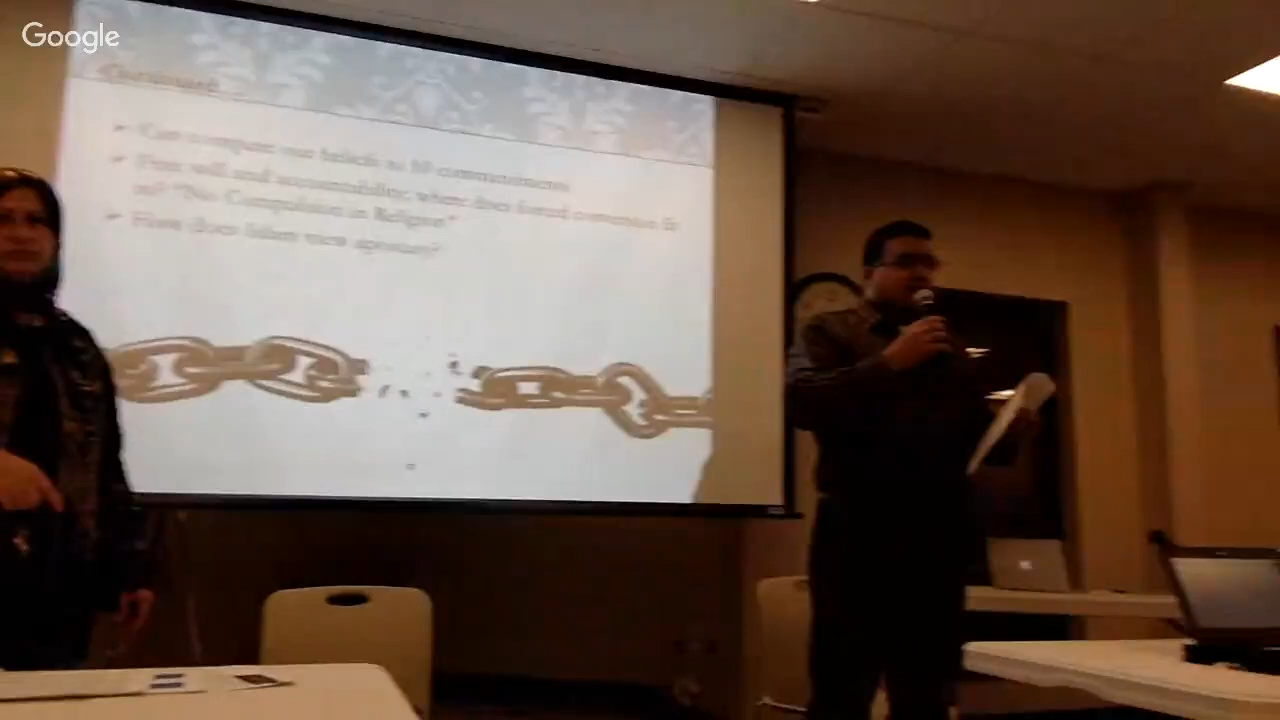 Google
Can compare our beliefs to 10 commandments
Free will and accountability: where does forced conversion fit
in? "No Compulsion in Religion"
How does Islam view